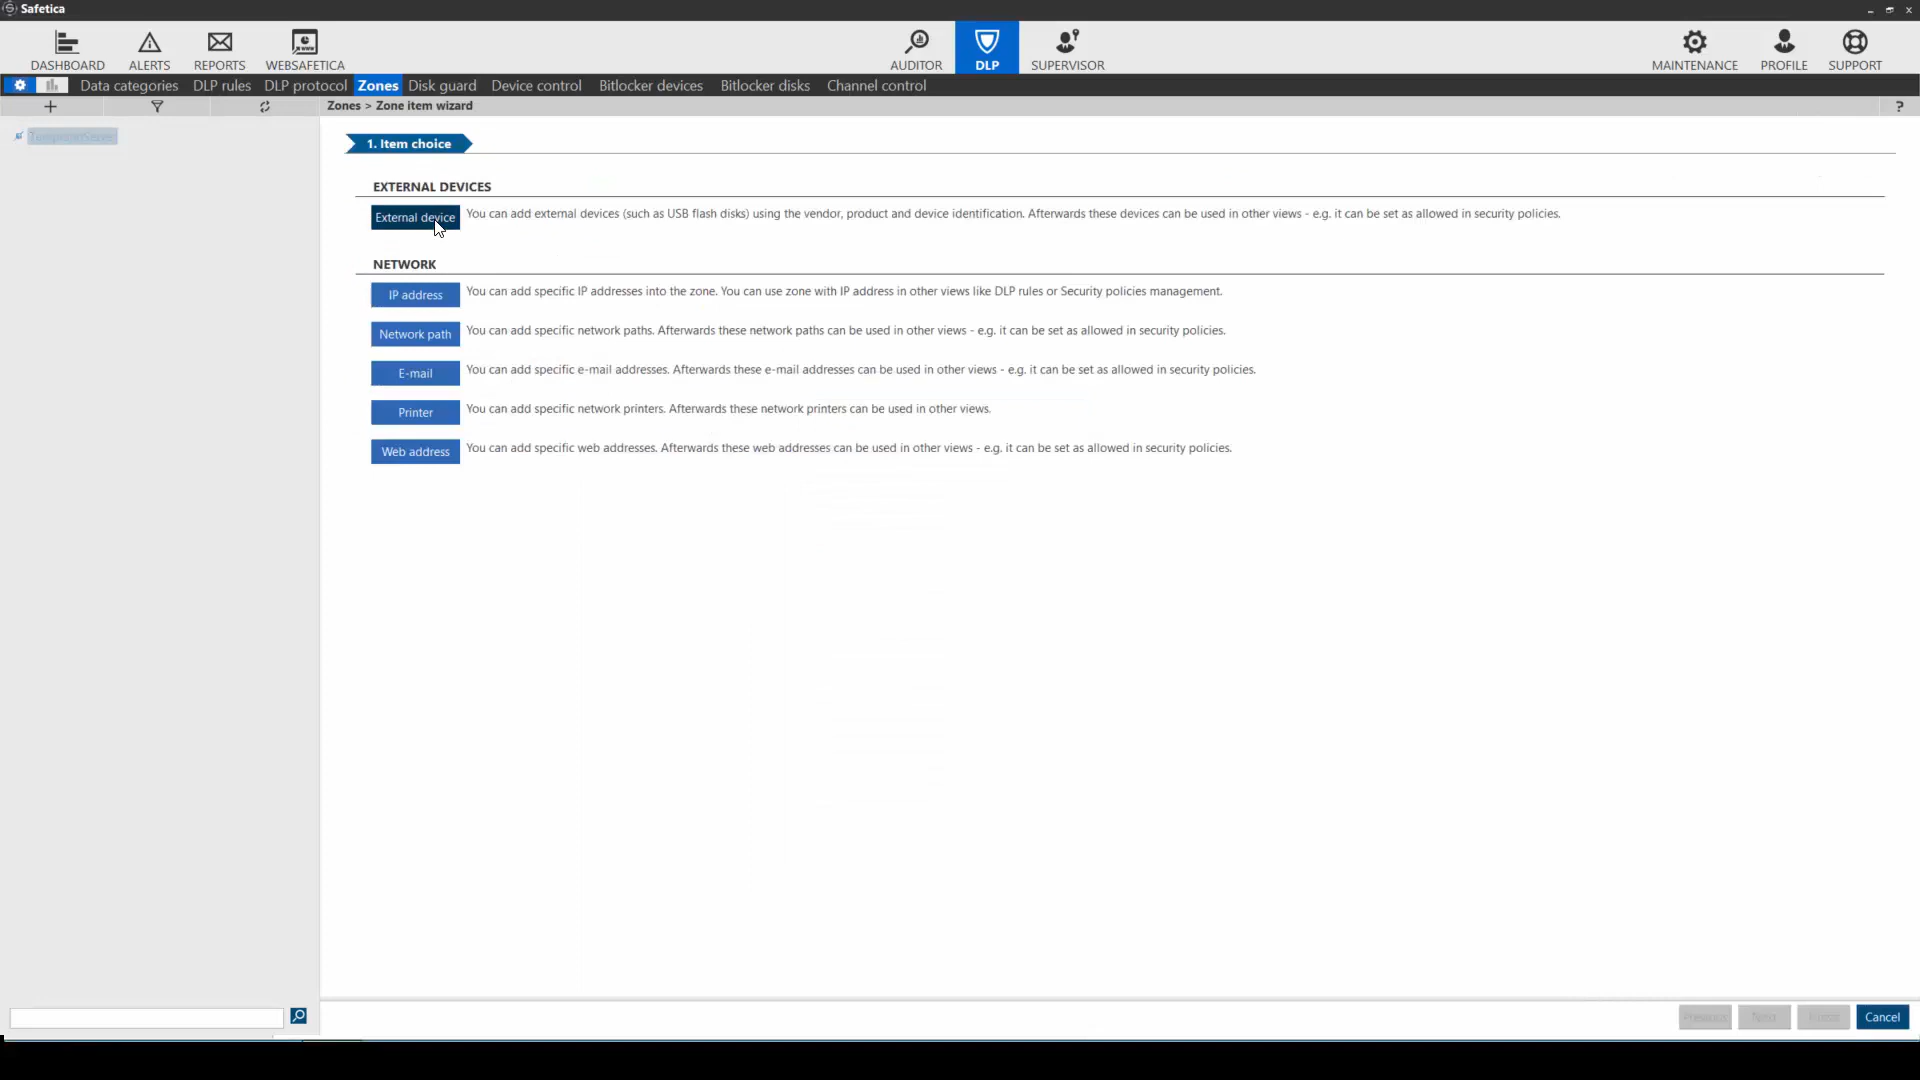 Safetica
DASHBOARD ALERTS REPORTS WEBSAFETICA AUDITOR DLP SUPERVISOR MAINTENANCE PROFILE SUPPORT
Data categories DLP rules DLP protocol Zones Disk guard Device control Bitlocker devices Bitlocker disks Channel control
Zones > Zone item wizard ?
1. Item choice
EXTERNAL DEVICES
External device You can add external devices (such as USB flash disks) using the vendor, product and device identification. Afterwards these devices can be used in other views - e.g. it can be set as allowed in security policies.
NETWORK
IP address You can add specific IP addresses into the zone. You can use zone with IP address in other views like DLP rules or Security policies management.
Network path You can add specific network paths. Afterwards these network paths can be used in other views - e.g. it can be set as allowed in security policies.
E-mail You can add specific e-mail addresses. Afterwards these e-mail addresses can be used in other views - e.g. it can be set as allowed in security policies.
Printer You can add specific network printers. Afterwards these network printers can be used in other views.
Web address You can add specific web addresses. Afterwards these web addresses can be used in other views - e.g. it can be set as allowed in security policies.
Cancel